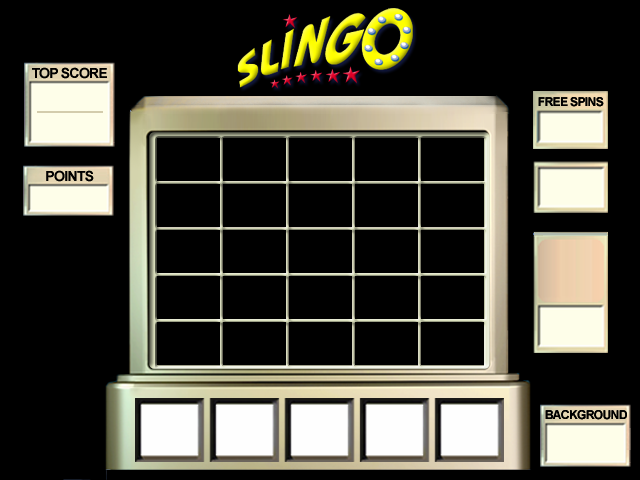 SLINGO
TOP SCORE
FREE SPINS
POINTS
BACKGROUND